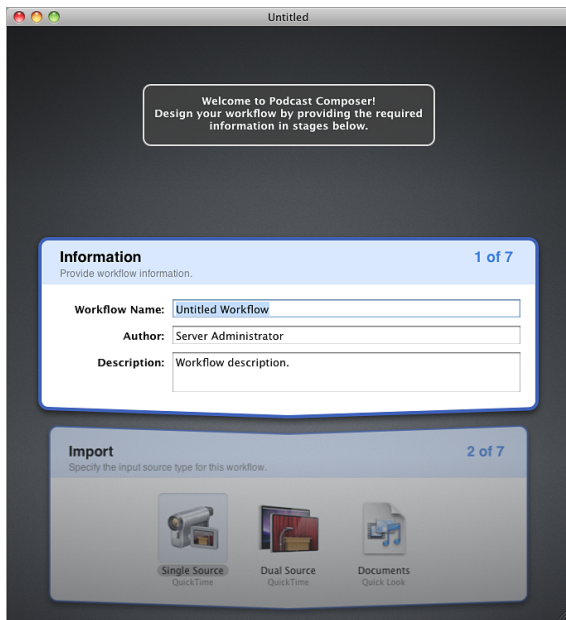 Untitled
Welcome to Podcast Composer!
Design your workflow by providing the required
information in stages below.
Information
1 of 7
Provide workflow information.
Workflow Name: Untitled Workflow
Author: Server Administrator
Description: Workflow description.
Import
2 of 7
Specify the input source type for this workflow.
Single Source Dual Source Documents
QuickTime QuickTime Quick Look